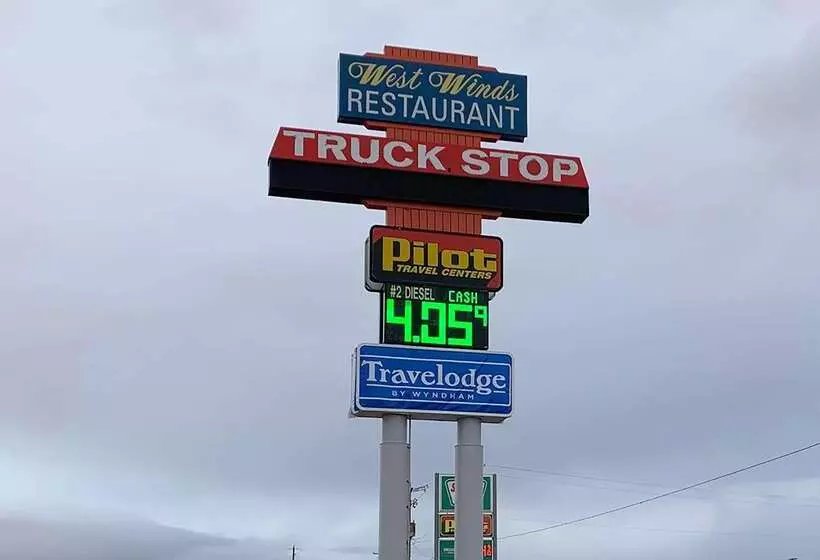 West Winds
RESTAURANT
TRUCK STOP
Pilot
TRAVEL CENTERS
#2 DIESEL CASH
4.05⁹
Travelodge
BY WYNDHAM